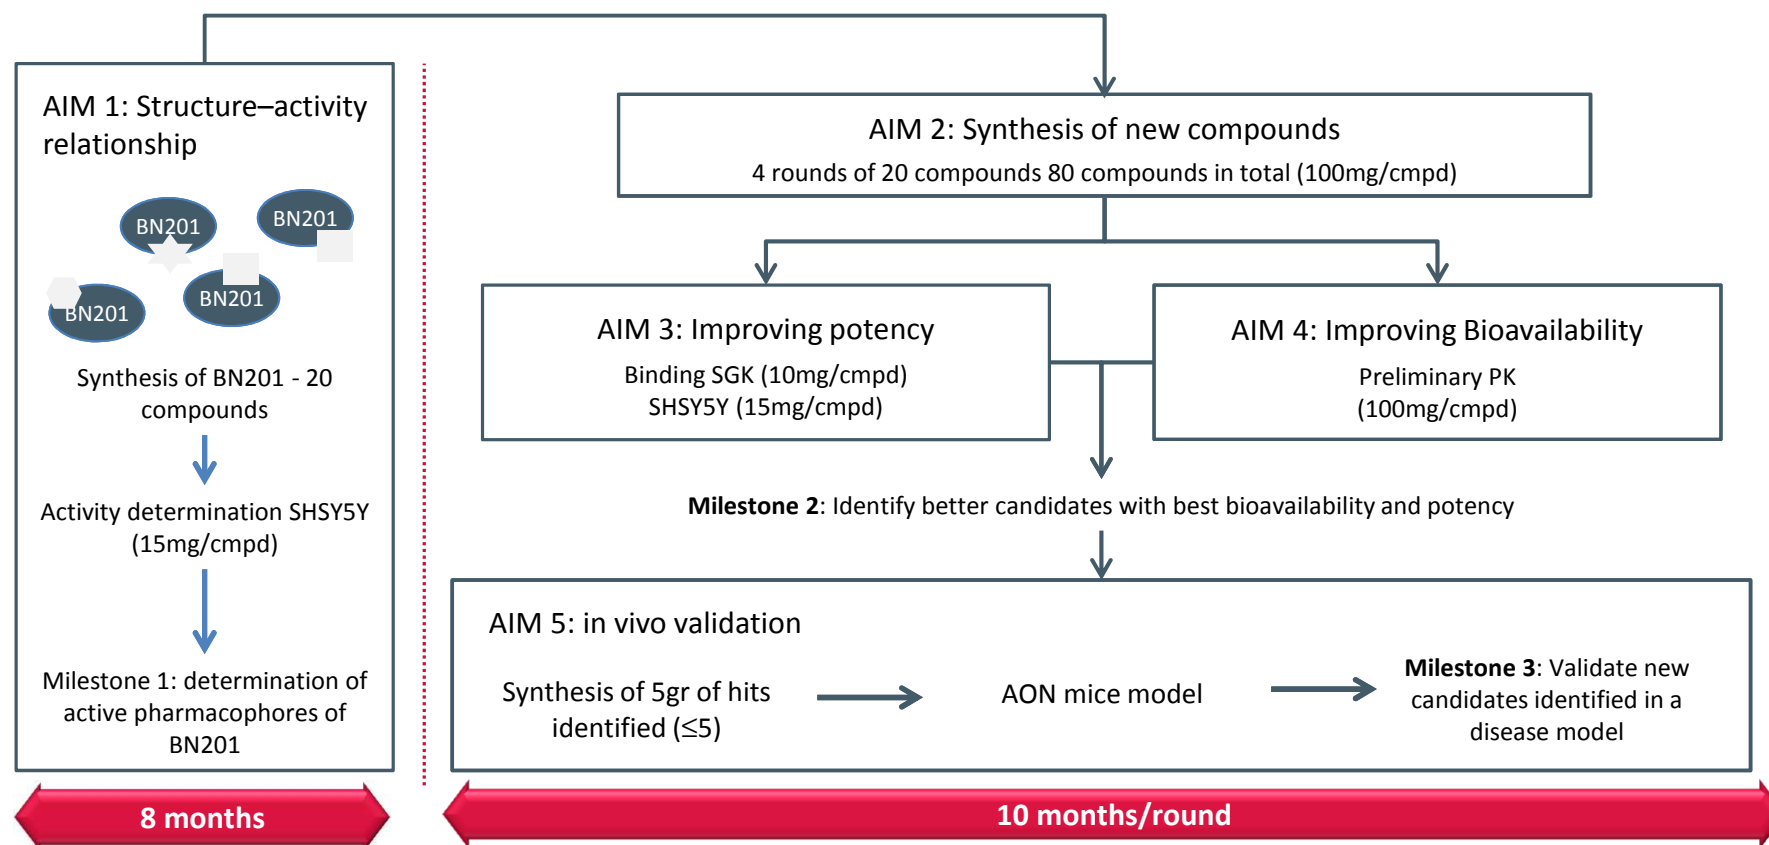 AIM 1: Structure–activity
relationship
BN201
BN201
BN201
BN201
Synthesis of BN201 - 20
compounds
Activity determination SHSY5Y
(15mg/cmpd)
Milestone 1: determination of
active pharmacophores of
BN201
8 months
AIM 2: Synthesis of new compounds
4 rounds of 20 compounds 80 compounds in total (100mg/cmpd)
AIM 3: Improving potency
Binding SGK (10mg/cmpd)
SHSY5Y (15mg/cmpd)
AIM 4: Improving Bioavailability
Preliminary PK
(100mg/cmpd)
Milestone 2: Identify better candidates with best bioavailability and potency
AIM 5: in vivo validation
Synthesis of 5gr of hits
identified (≤5)
AON mice model
Milestone 3: Validate new
candidates identified in a
disease model
10 months/round